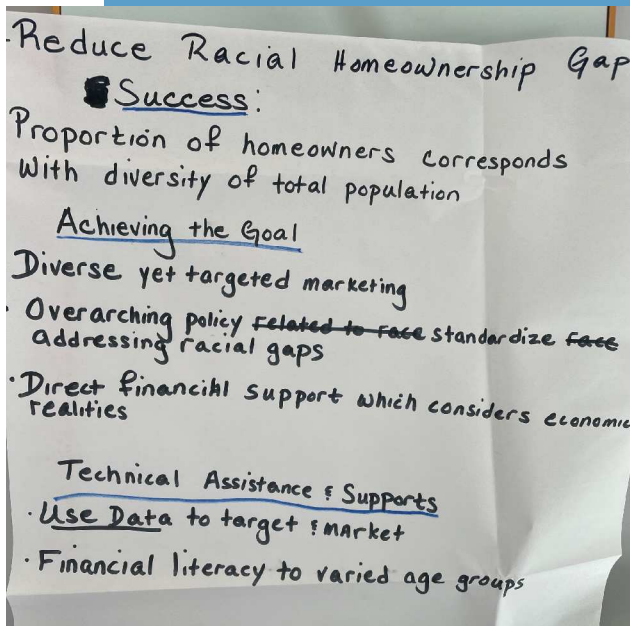 -Reduce Racial Homeownership Gap
Success:
Proportion of homeowners corresponds
With diversity of total population
Achieving the Goal
Diverse yet targeted marketing
· Overarching policy related to race standardize race
addressing racial gaps
· Direct financial support which considers economic
realities
Technical Assistance & Supports
· Use Data to target & market
· Financial literacy to varied age groups